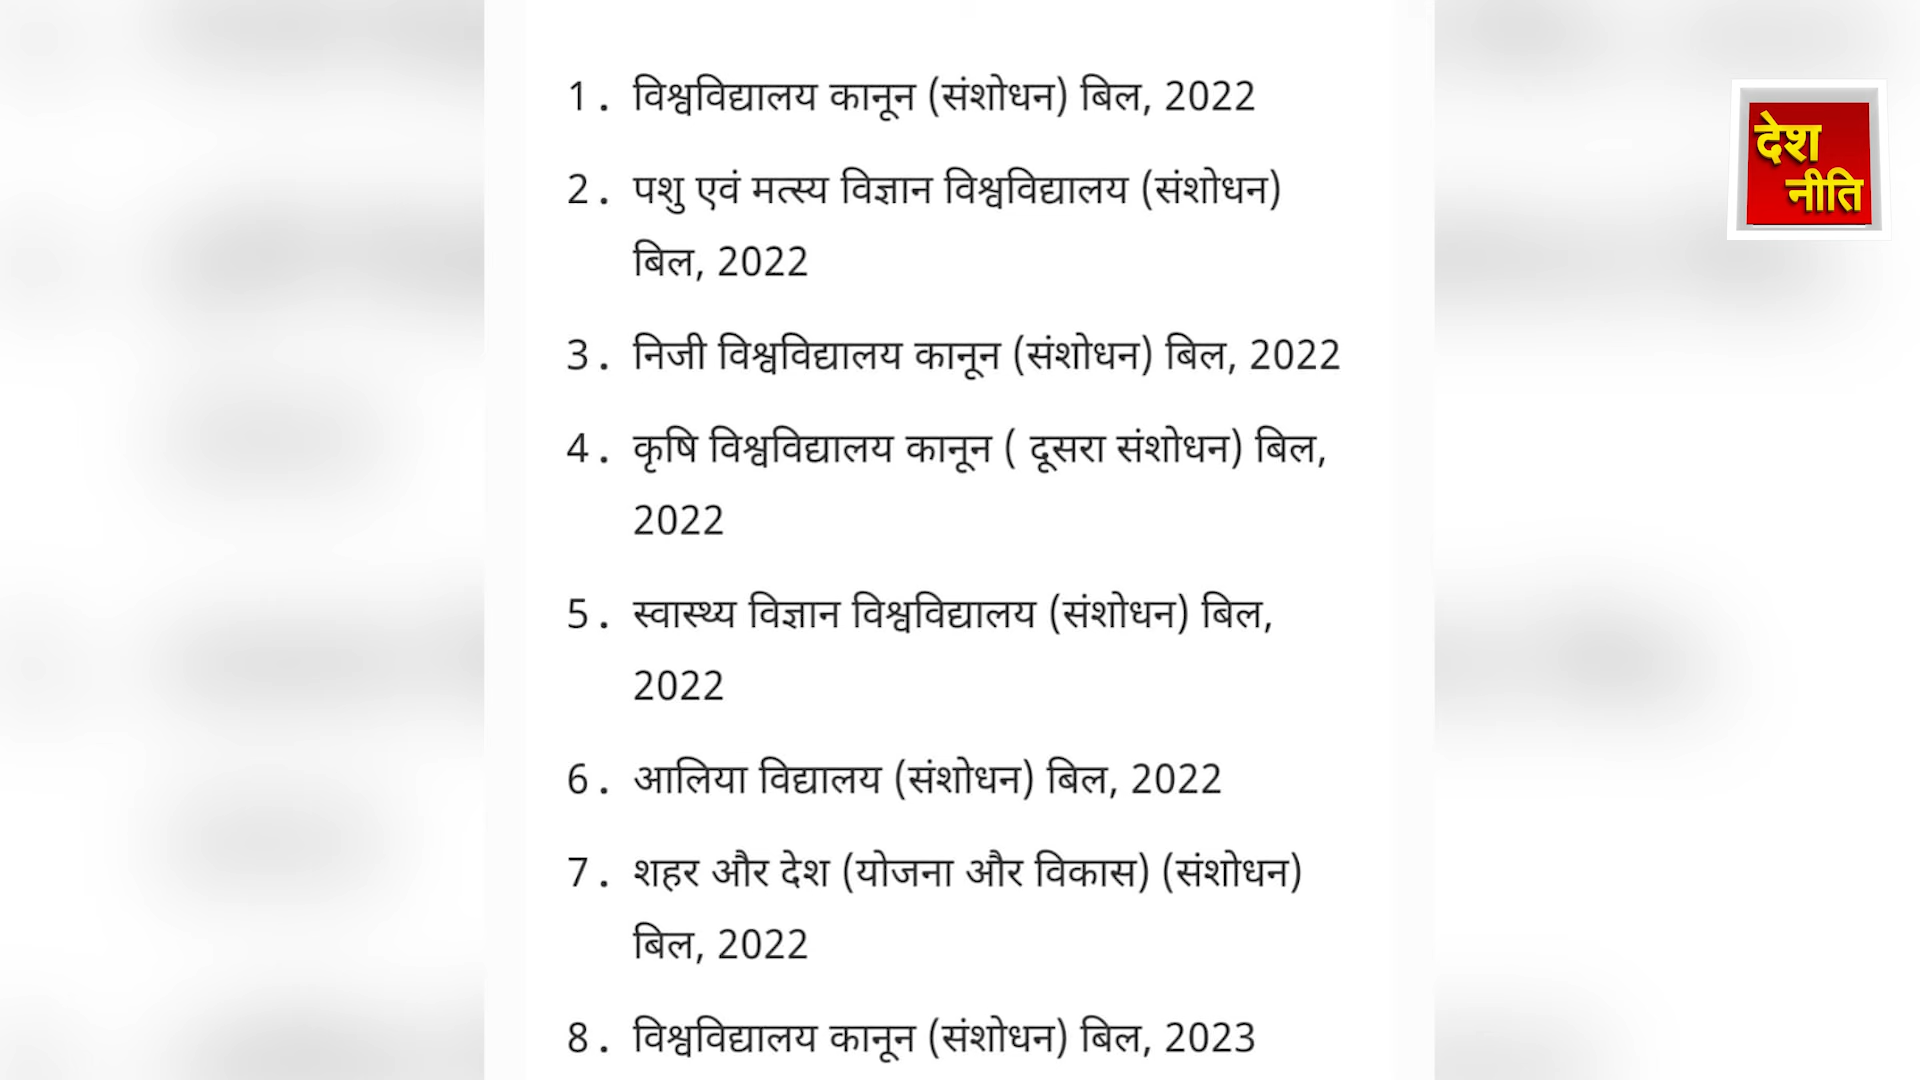 1. विश्वविद्यालय कानून (संशोधन) बिल, 2022
2. पशु एवं मत्स्य विज्ञान विश्वविद्यालय (संशोधन)
बिल, 2022
3. निजी विश्वविद्यालय कानून (संशोधन) बिल, 2022
4. कृषि विश्वविद्यालय कानून ( दूसरा संशोधन) बिल,
2022
5. स्वास्थ्य विज्ञान विश्वविद्यालय (संशोधन) बिल,
2022
6. आलिया विद्यालय (संशोधन) बिल, 2022
7. शहर और देश (योजना और विकास) (संशोधन)
बिल, 2022
8. विश्वविद्यालय कानून (संशोधन) बिल, 2023
देश
नीति